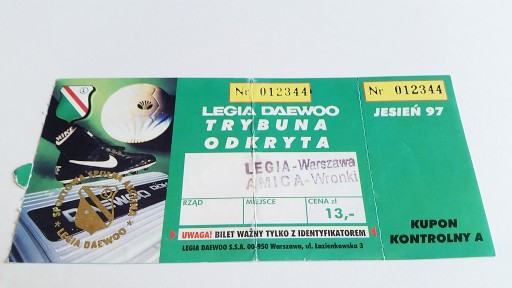 Nr 012344
Nr 012344
LEGIA DAEWOO
TRYBUNA
ODKRYTA
JESIEŃ 97
LEGIA-Warszawa
AMICA-Wronki
RZĄD MIEJSCE CENA zł
13,-
UWAGA! BILET WAŻNY TYLKO Z IDENTYFIKATOREM
LEGIA DAEWOO S.S.A. 00-950 Warszawa, ul. Łazienkowska 3
KUPON
KONTROLNY A
NIKE
LEGIA DAEWOO